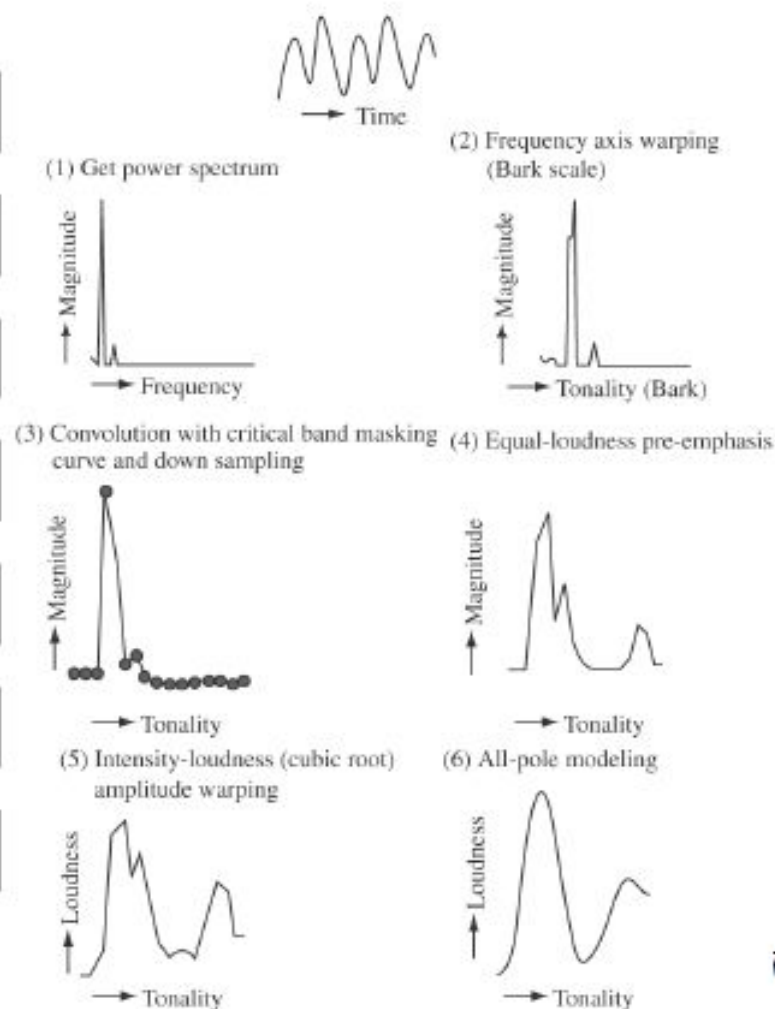 Time
(1) Get power spectrum
Magnitude
Frequency
(2) Frequency axis warping
(Bark scale)
Magnitude
Tonality (Bark)
(3) Convolution with critical band masking
curve and down sampling
Magnitude
Tonality
(4) Equal-loudness pre-emphasis
Magnitude
Tonality
(5) Intensity-loudness (cubic root)
amplitude warping
Loudness
Tonality
(6) All-pole modeling
Loudness
Tonality